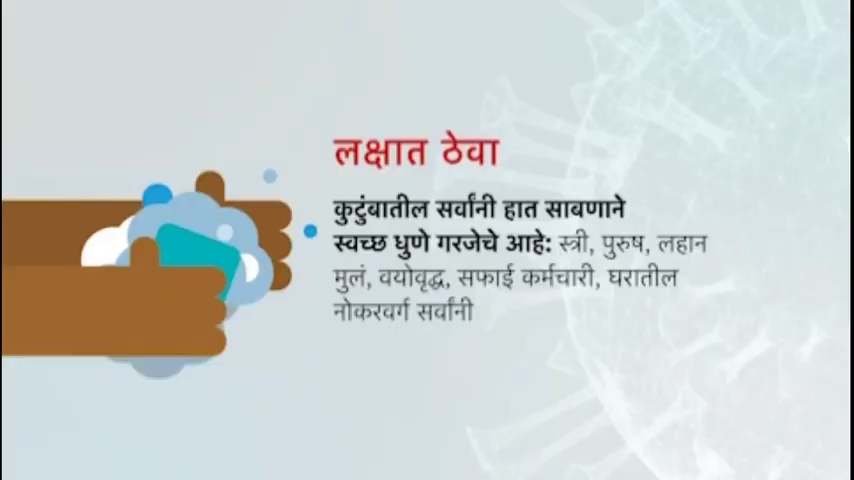 लक्षात ठेवा
कुटुंबातील सर्वांनी हात साबणाने
स्वच्छ धुणे गरजेचे आहे: स्त्री, पुरुष, लहान
मुलं, वयोवृद्ध, सफाई कर्मचारी, घरातील
नोकरवर्ग सर्वांनी